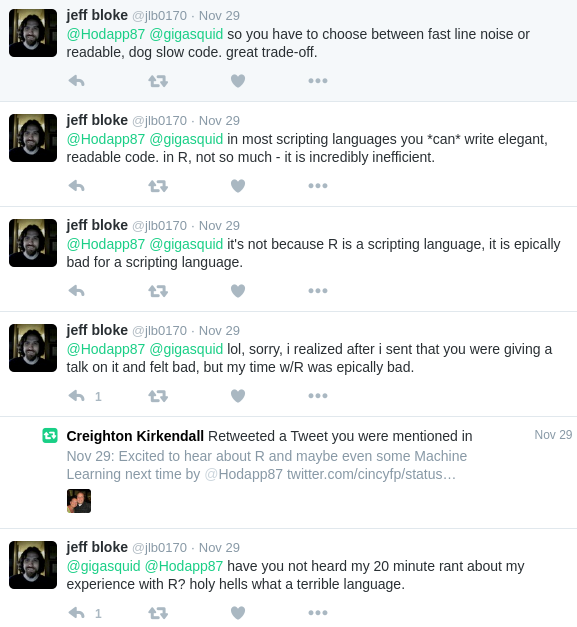 jeff bloke @jlb0170 · Nov 29
@Hodapp87 @gigasquid so you have to choose between fast line noise or
readable, dog slow code. great trade-off.
jeff bloke @jlb0170 · Nov 29
@Hodapp87 @gigasquid in most scripting languages you *can* write elegant,
readable code. in R, not so much - it is incredibly inefficient.
jeff bloke @jlb0170 · Nov 29
@Hodapp87 @gigasquid it's not because R is a scripting language, it is epically
bad for a scripting language.
jeff bloke @jlb0170 · Nov 29
@Hodapp87 @gigasquid lol, sorry, i realized after i sent that you were giving a
talk on it and felt bad, but my time w/R was epically bad.
1
Creighton Kirkendall Retweeted a Tweet you were mentioned in Nov 29
Nov 29: Excited to hear about R and maybe even some Machine
Learning next time by @Hodapp87 twitter.com/cincyfp/status…
jeff bloke @jlb0170 · Nov 29
@gigasquid @Hodapp87 have you not heard my 20 minute rant about my
experience with R? holy hells what a terrible language.
1